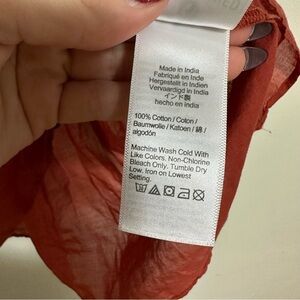 Made in India
Fabriqué en Inde
Hergestellt in Indien
Vervaardigd in India
インド製
hecho en india
100% Cotton / Coton /
Baumwolle / Katoen / 綿 /
algodón
Machine Wash Cold With
Like Colors. Non-Chlorine
Bleach Only. Tumble Dry
Low. Iron on Lowest
Setting.